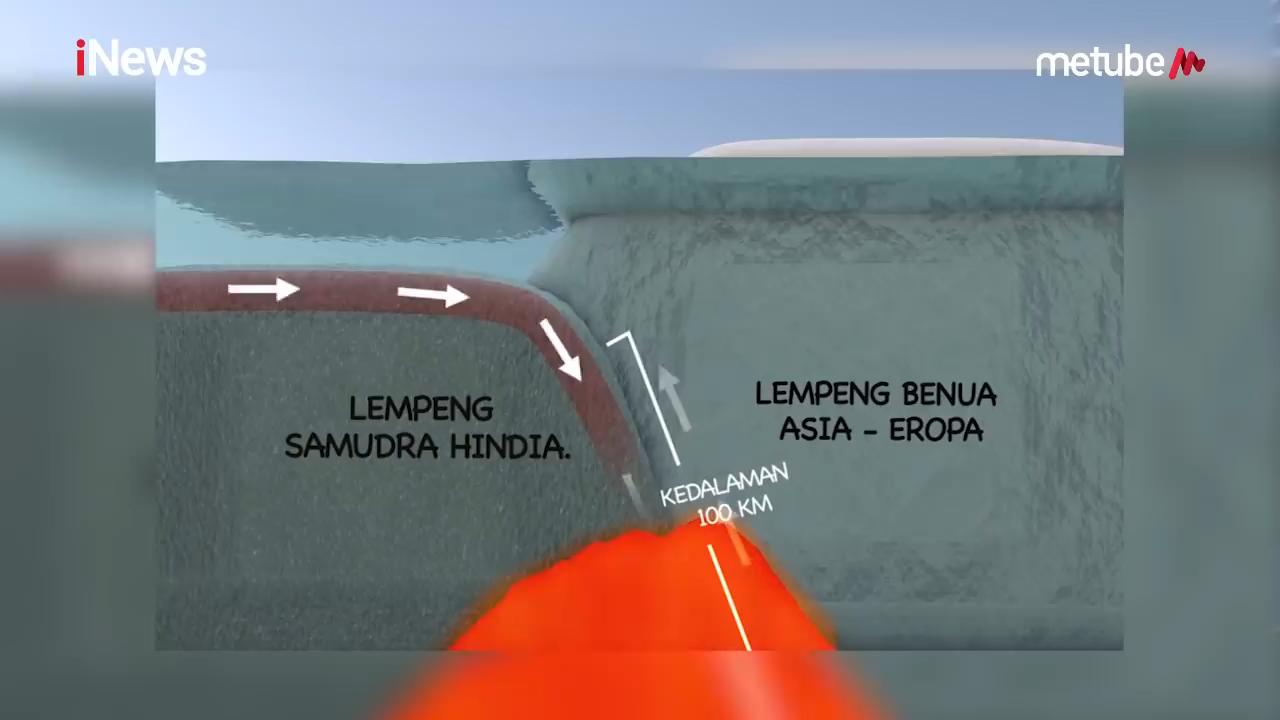 iNews
metube
LEMPENG
SAMUDRA HINDIA.
LEMPENG BENUA
ASIA – EROPA
KEDALAMAN
100 KM